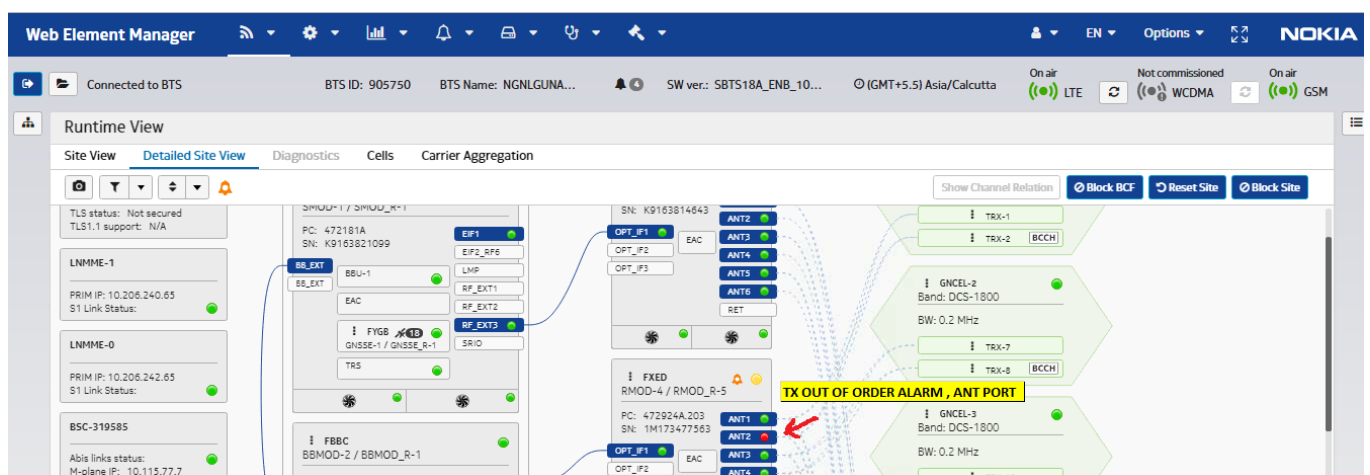 Web Element Manager
EN
Options
NOKIA
Connected to BTS
BTS ID: 905750
BTS Name: NGNLGUNA...
4
SW ver.: SBTS18A_ENB_10...
(GMT+5.5) Asia/Calcutta
On air
LTE
Not commissioned
WCDMA
On air
GSM
Runtime View
Site View
Detailed Site View
Diagnostics
Cells
Carrier Aggregation
Show Channel Relation
Block BCF
Reset Site
Block Site
TLS status: Not secured
TLS1.1 support: N/A
LNMME-1
PRIM IP: 10.206.240.65
S1 Link Status:
LNMME-0
PRIM IP: 10.206.242.65
S1 Link Status:
BSC-319585
Abis links status:
M-plane IP: 10.115.77.7
SMOD-1 / SMOD_R-1
PC: 472181A
SN: K9163821099
BB_EXT
BB_EXT
BBU-1
EAC
FYGB
18
GNSSE-1 / GNSSE_R-1
TRS
EIF1
EIF2_RF6
LMP
RF_EXT1
RF_EXT2
RF_EXT3
SRIO
FBBC
BBMOD-2 / BBMOD_R-1
SN: K9163814643
OPT_IF1
OPT_IF2
OPT_IF3
EAC
ANT2
ANT3
ANT4
ANT5
ANT6
RET
FXED
RMOD-4 / RMOD_R-5
PC: 472924A.203
SN: 1M173477563
OPT_IF1
OPT_IF2
EAC
ANT1
ANT2
ANT3
ANT4
TX OUT OF ORDER ALARM , ANT PORT
TRX-1
TRX-2
BCCH
GNCEL-2
Band: DCS-1800
BW: 0.2 MHz
TRX-7
TRX-8
BCCH
GNCEL-3
Band: DCS-1800
BW: 0.2 MHz